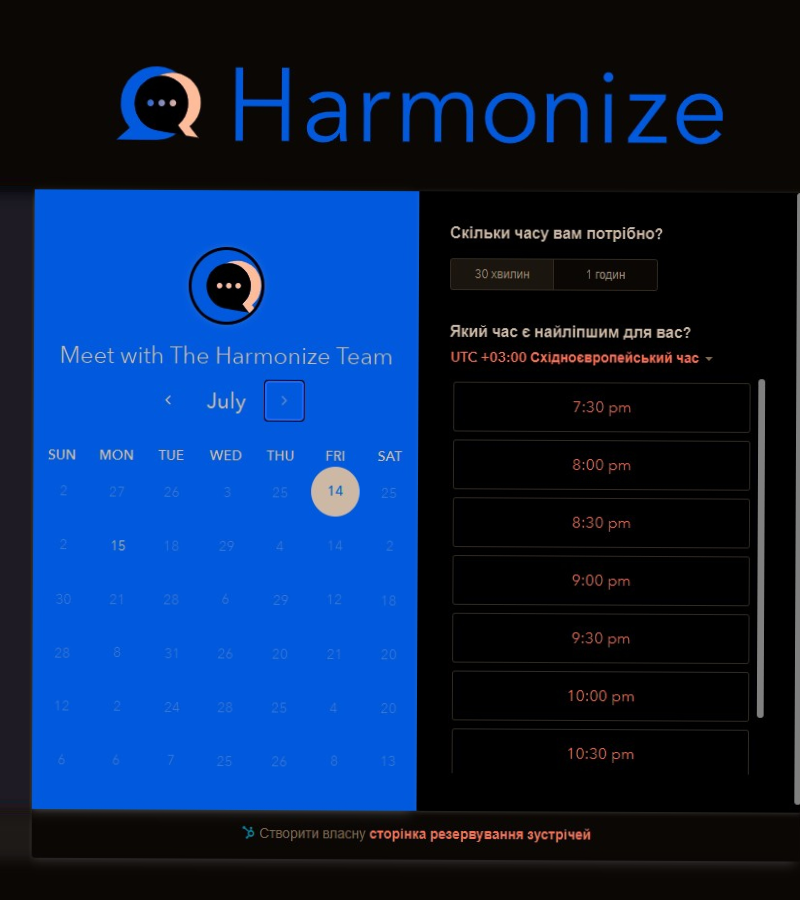 Harmonize
Meet with The Harmonize Team
July
SUN MON TUE WED THU FRI SAT
2 27 26 3 25 14 25
2 15 18 29 4 14 2
30 21 28 6 29 12 18
28 8 31 26 20 21 20
12 2 24 28 25 4 20
6 6 7 25 26 8 13
Скільки часу вам потрібно?
30 хвилин 1 годин
Який час є найліпшим для вас?
UTC +03:00 Східноєвропейський час
7:30 pm
8:00 pm
8:30 pm
9:00 pm
9:30 pm
10:00 pm
10:30 pm
Створити власну сторінка резервування зустрічей